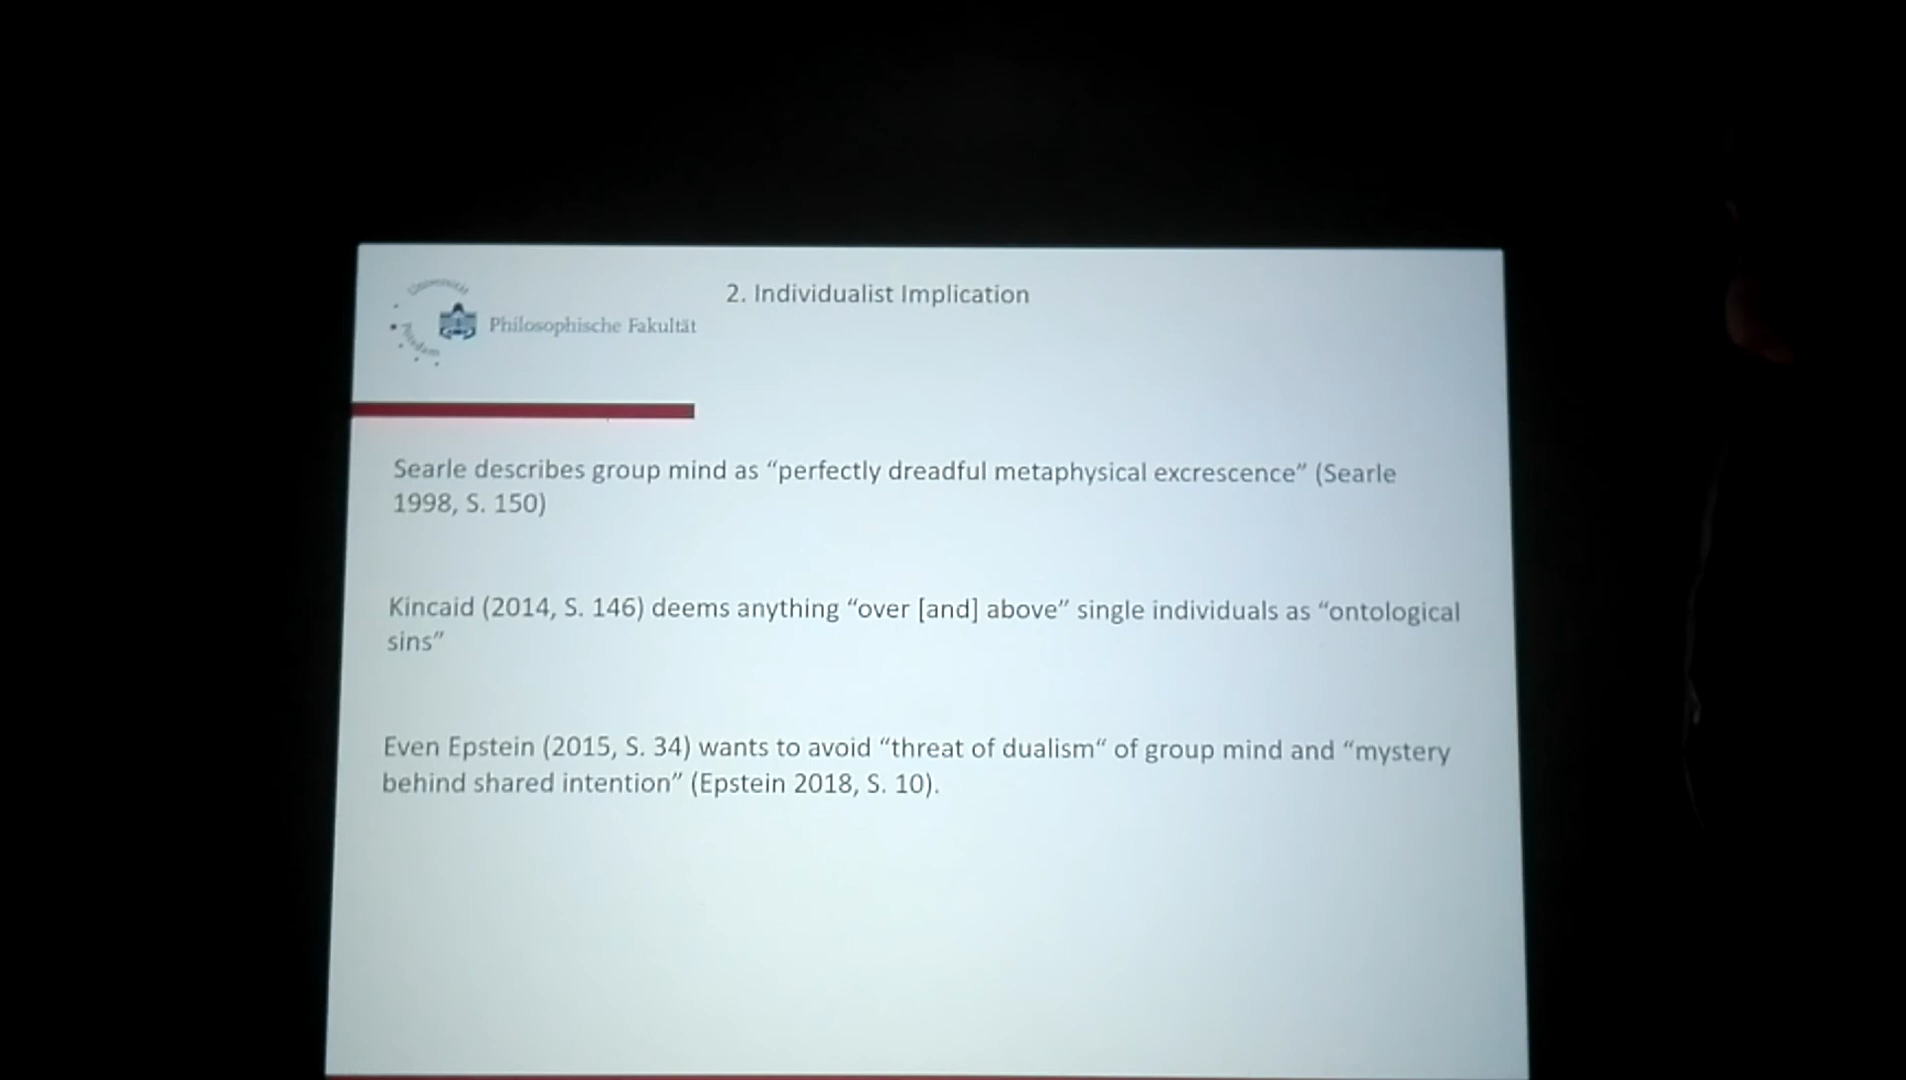 2. Individualist Implication
Universität
Potsdam
Philosophische Fakultät
Searle describes group mind as “perfectly dreadful metaphysical excrescence” (Searle
1998, S. 150)
Kincaid (2014, S. 146) deems anything “over [and] above” single individuals as “ontological
sins”
Even Epstein (2015, S. 34) wants to avoid “threat of dualism“ of group mind and “mystery
behind shared intention” (Epstein 2018, S. 10).